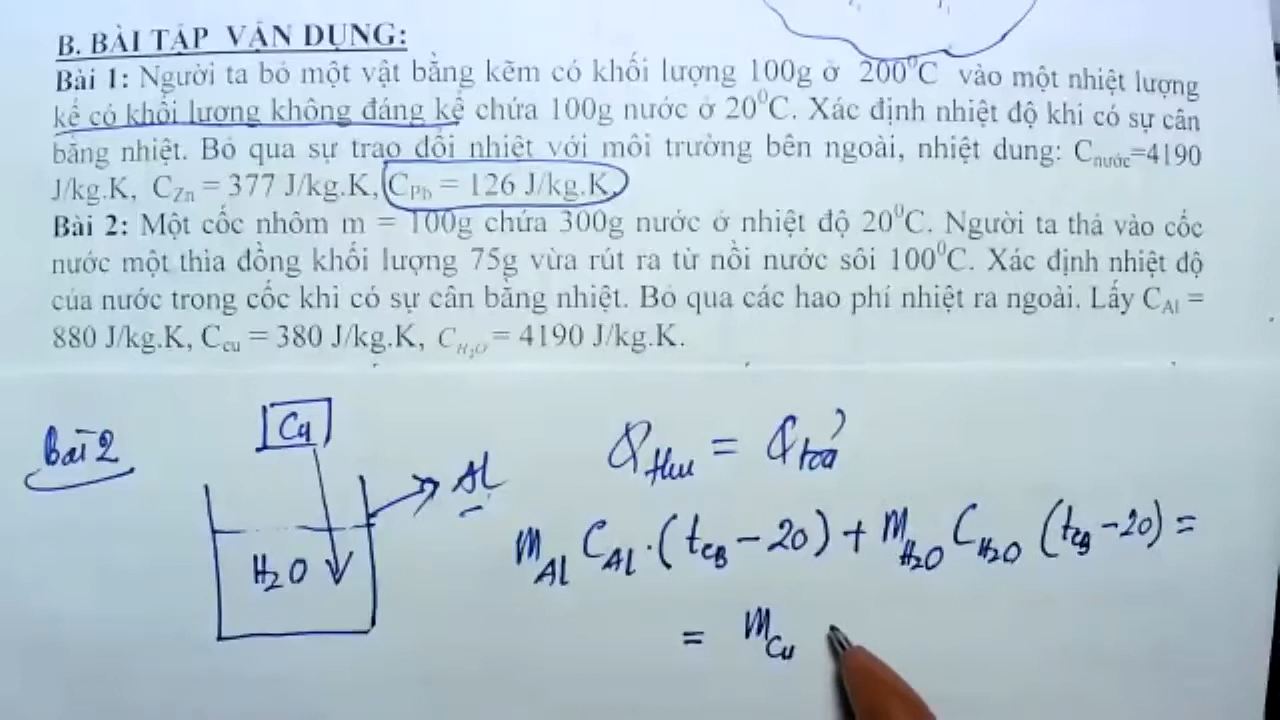 B. BÀI TẬP VẬN DỤNG:
Bài 1: Người ta bỏ một vật bằng kẽm có khối lượng 100g ở 200⁰C vào một nhiệt lượng
kế có khối lượng không đáng kể chứa 100g nước ở 20⁰C. Xác định nhiệt độ khi có sự cân
bằng nhiệt. Bỏ qua sự trao đổi nhiệt với môi trường bên ngoài, nhiệt dung: Cnước=4190
J/kg.K, CZn = 377 J/kg.K, CPb = 126 J/kg.K.
Bài 2: Một cốc nhôm m = 100g chứa 300g nước ở nhiệt độ 20⁰C. Người ta thả vào cốc
nước một thìa đồng khối lượng 75g vừa rút ra từ nồi nước sôi 100⁰C. Xác định nhiệt độ
của nước trong cốc khi có sự cân bằng nhiệt. Bỏ qua các hao phí nhiệt ra ngoài. Lấy CAl =
880 J/kg.K, Ccu = 380 J/kg.K, CH₂O = 4190 J/kg.K.
Bài 2
Cu
Al
H₂O
Qthu = Qtoả
mAl CAl.(tCB - 20) + mH₂O CH₂O (tCB - 20) =
= mCu